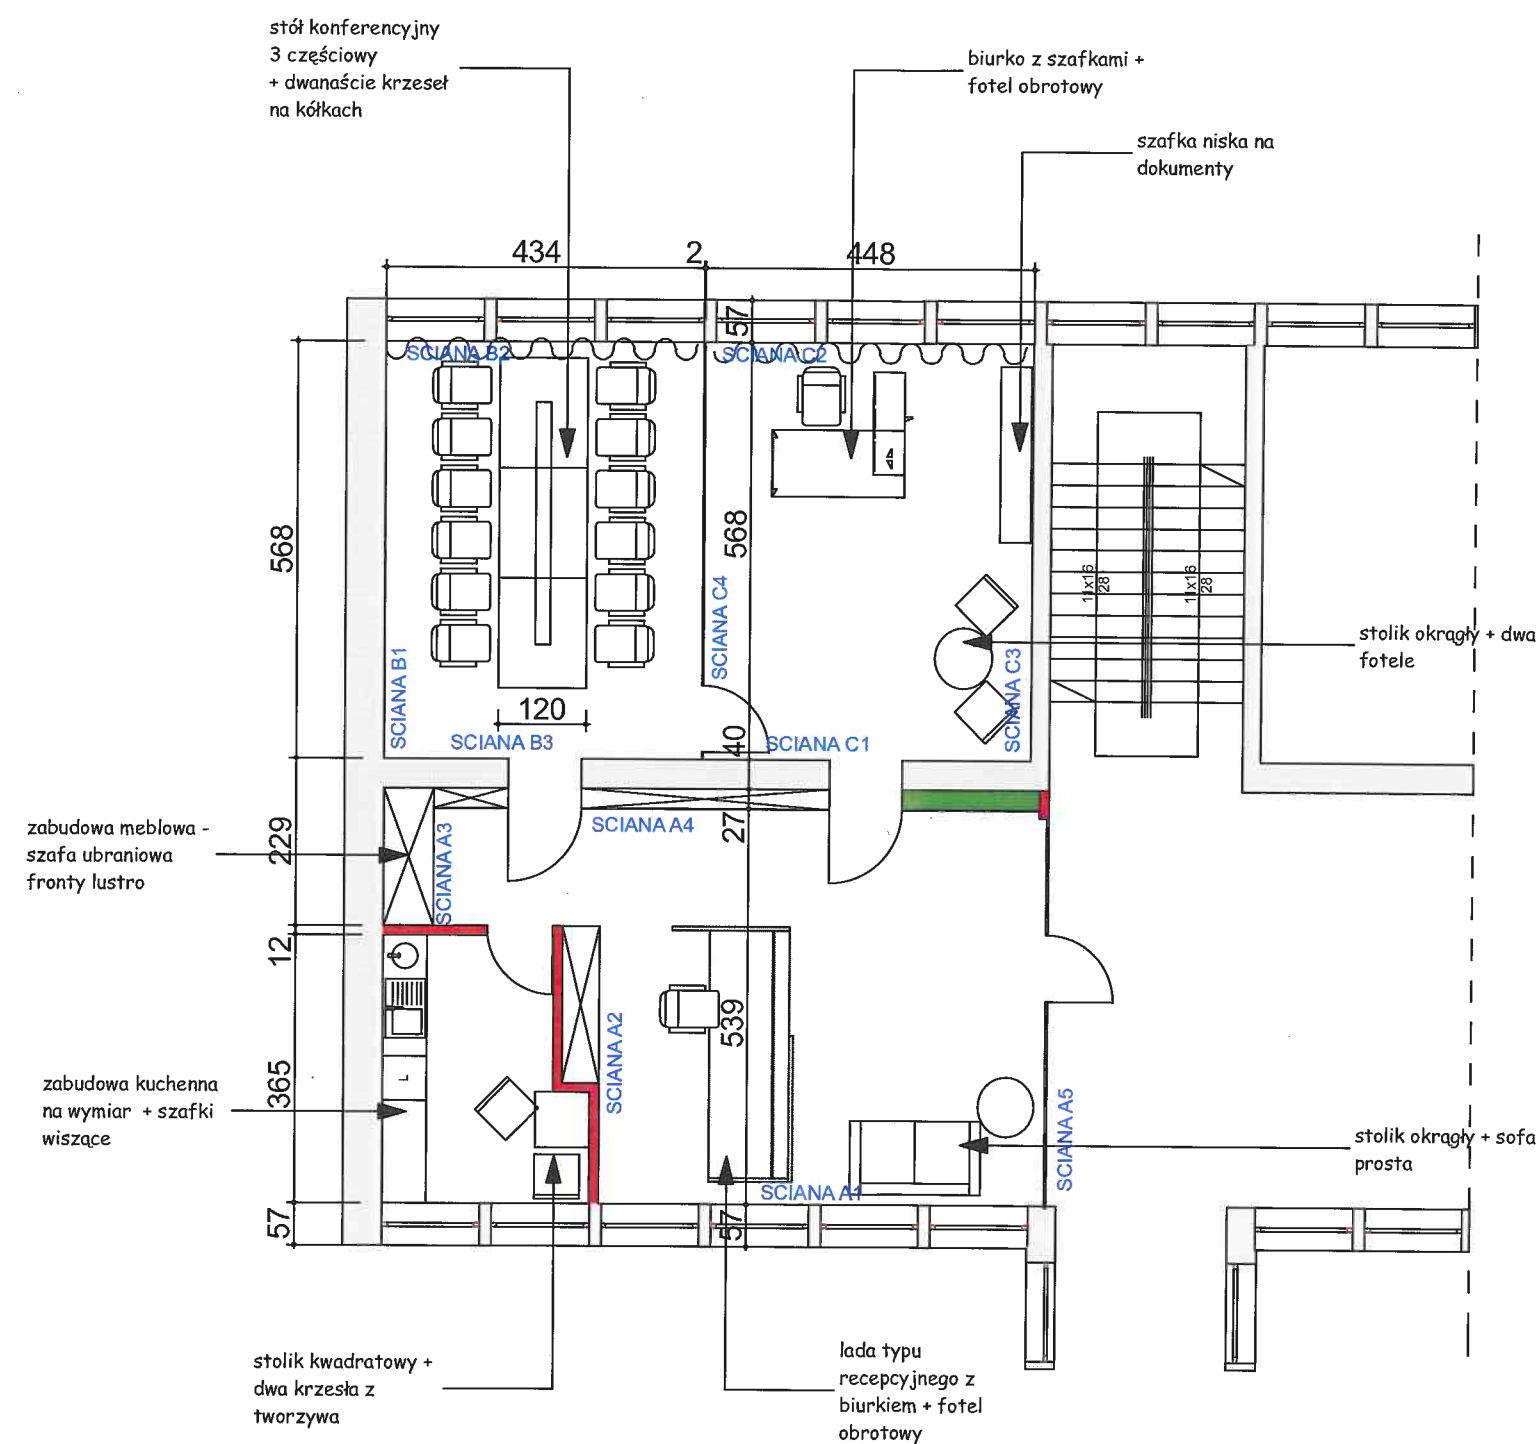 stół konferencyjny
3 częściowy
+ dwanaście krzeseł
na kółkach
biurko z szafkami +
fotel obrotowy
szafka niska na
dokumenty
434
2
448
57
SCIANA B2
SCIANA C2
568
568
SCIANA C4
11x16
28
11x16
28
stolik okrągły + dwa
fotele
SCIANA B1
SCIANA C3
120
SCIANA B3
40
SCIANA C1
zabudowa meblowa -
szafa ubraniowa
fronty lustro
229
SCIANA A3
SCIANA A4
27
12
539
SCIANA A2
365
L
zabudowa kuchenna
na wymiar + szafki
wiszące
SCIANA A5
stolik okrągły + sofa
prosta
SCIANA A1
57
57
stolik kwadratowy +
dwa krzesła z
tworzywa
lada typu
recepcyjnego z
biurkiem + fotel
obrotowy